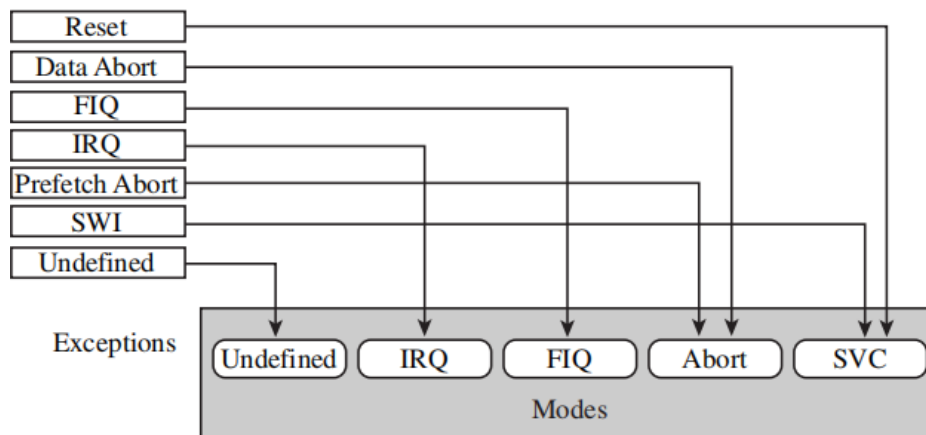 Reset
Data Abort
FIQ
IRQ
Prefetch Abort
SWI
Undefined
Exceptions
Undefined IRQ FIQ Abort SVC
Modes